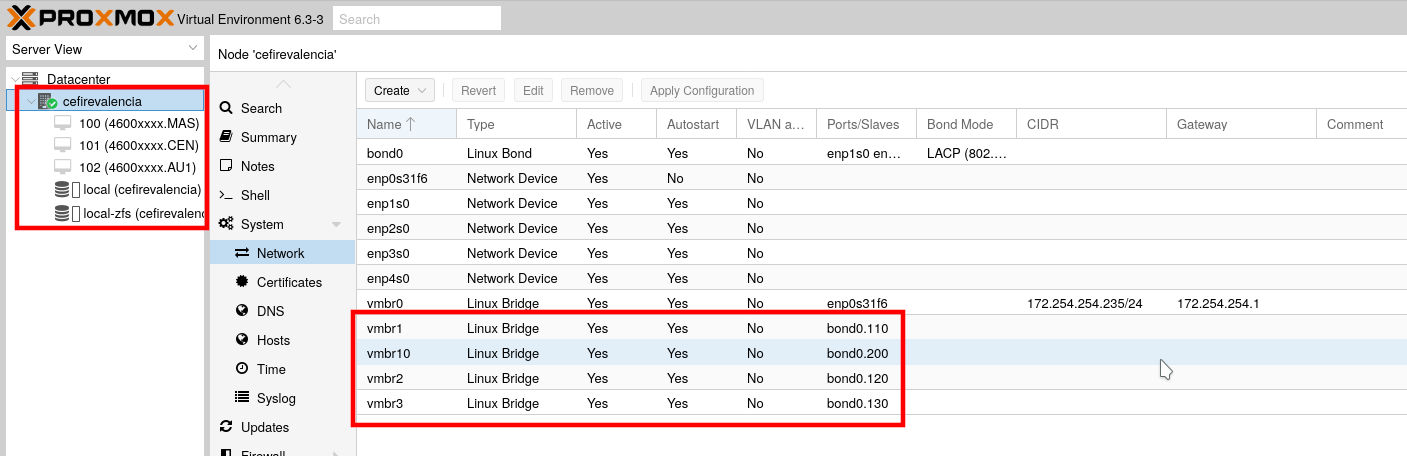 PROXMOX Virtual Environment 6.3-3 Search
Server View
Datacenter
cefirevalencia
100 (4600xxxx.MAS)
101 (4600xxxx.CEN)
102 (4600xxxx.AU1)
local (cefirevalencia)
local-zfs (cefirevalenc
Node 'cefirevalencia'
Search
Summary
Notes
Shell
System
Network
Certificates
DNS
Hosts
Time
Syslog
Updates
Firewall
Create Revert Edit Remove Apply Configuration
Name Type Active Autostart VLAN a... Ports/Slaves Bond Mode CIDR Gateway Comment
bond0 Linux Bond Yes Yes No enp1s0 en... LACP (802....
enp0s31f6 Network Device Yes No No
enp1s0 Network Device Yes Yes No
enp2s0 Network Device Yes Yes No
enp3s0 Network Device Yes Yes No
enp4s0 Network Device Yes Yes No
vmbr0 Linux Bridge Yes Yes No enp0s31f6 172.254.254.235/24 172.254.254.1
vmbr1 Linux Bridge Yes Yes No bond0.110
vmbr10 Linux Bridge Yes Yes No bond0.200
vmbr2 Linux Bridge Yes Yes No bond0.120
vmbr3 Linux Bridge Yes Yes No bond0.130